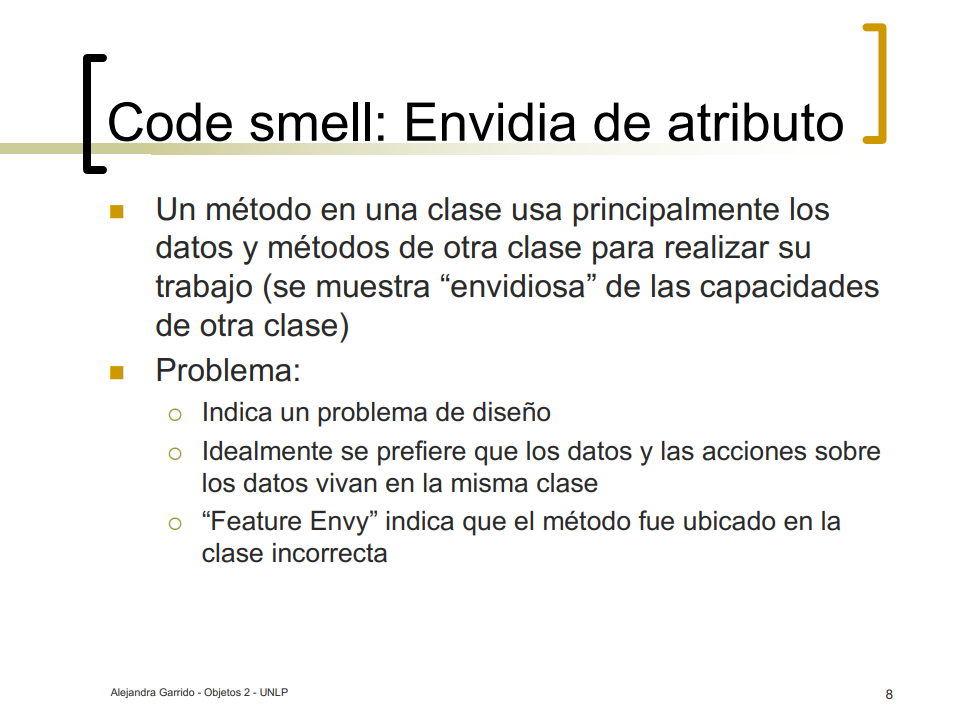 Code smell: Envidia de atributo
Un método en una clase usa principalmente los
datos y métodos de otra clase para realizar su
trabajo (se muestra “envidiosa” de las capacidades
de otra clase)
Problema:
Indica un problema de diseño
Idealmente se prefiere que los datos y las acciones sobre
los datos vivan en la misma clase
“Feature Envy” indica que el método fue ubicado en la
clase incorrecta
Alejandra Garrido - Objetos 2 - UNLP
8